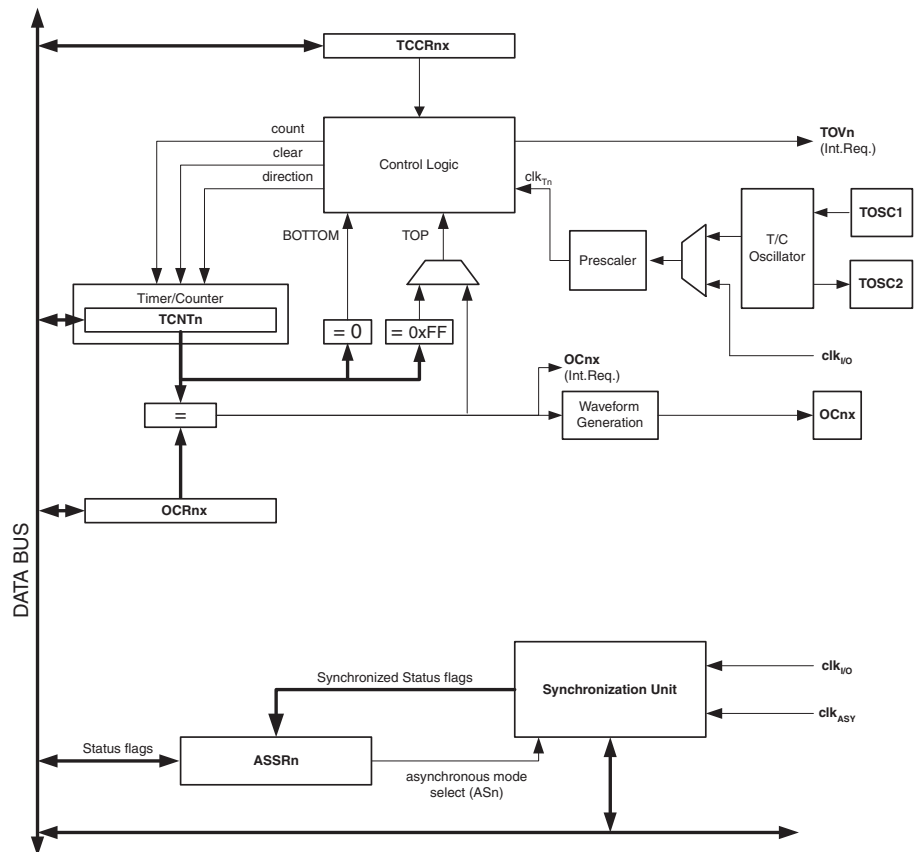 TCCRnx
count
clear
direction
Control Logic
TOVn
(Int.Req.)
clkTn
BOTTOM
TOP
TOSC1
T/C
Oscillator
Prescaler
TOSC2
Timer/Counter
TCNTn
= 0
= 0xFF
clkI/O
OCnx
(Int.Req.)
=
Waveform
Generation
OCnx
OCRnx
DATA BUS
Synchronized Status flags
Synchronization Unit
clkI/O
clkASY
Status flags
ASSRn
asynchronous mode
select (ASn)